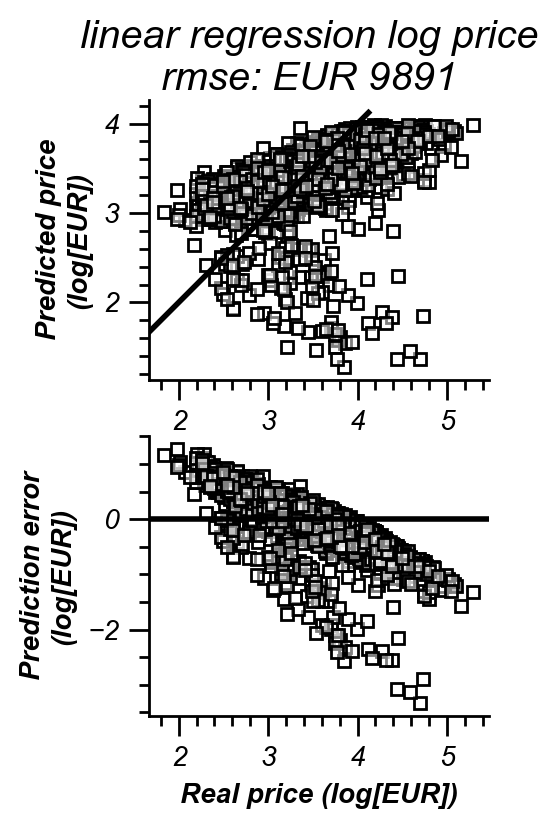 linear regression log price
rmse: EUR 9891
Predicted price
(log[EUR])
4
3
2
2 3 4 5
Prediction error
(log[EUR])
0
−2
2 3 4 5
Real price (log[EUR])